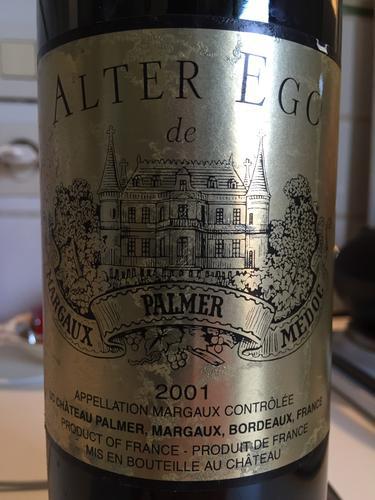 ALTER EGO
de
PALMER
MARGAUX MEDOC
2001
APPELLATION MARGAUX CONTRÔLÉE
CHÂTEAU PALMER, MARGAUX, BORDEAUX, FRANCE
PRODUCT OF FRANCE - PRODUIT DE FRANCE
MIS EN BOUTEILLE AU CHÂTEAU